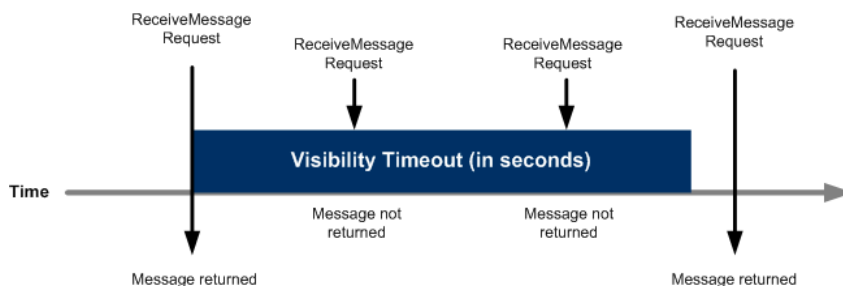 ReceiveMessage
Request
ReceiveMessage
Request
ReceiveMessage
Request
ReceiveMessage
Request
Visibility Timeout (in seconds)
Time
Message not
returned
Message not
returned
Message returned
Message returned